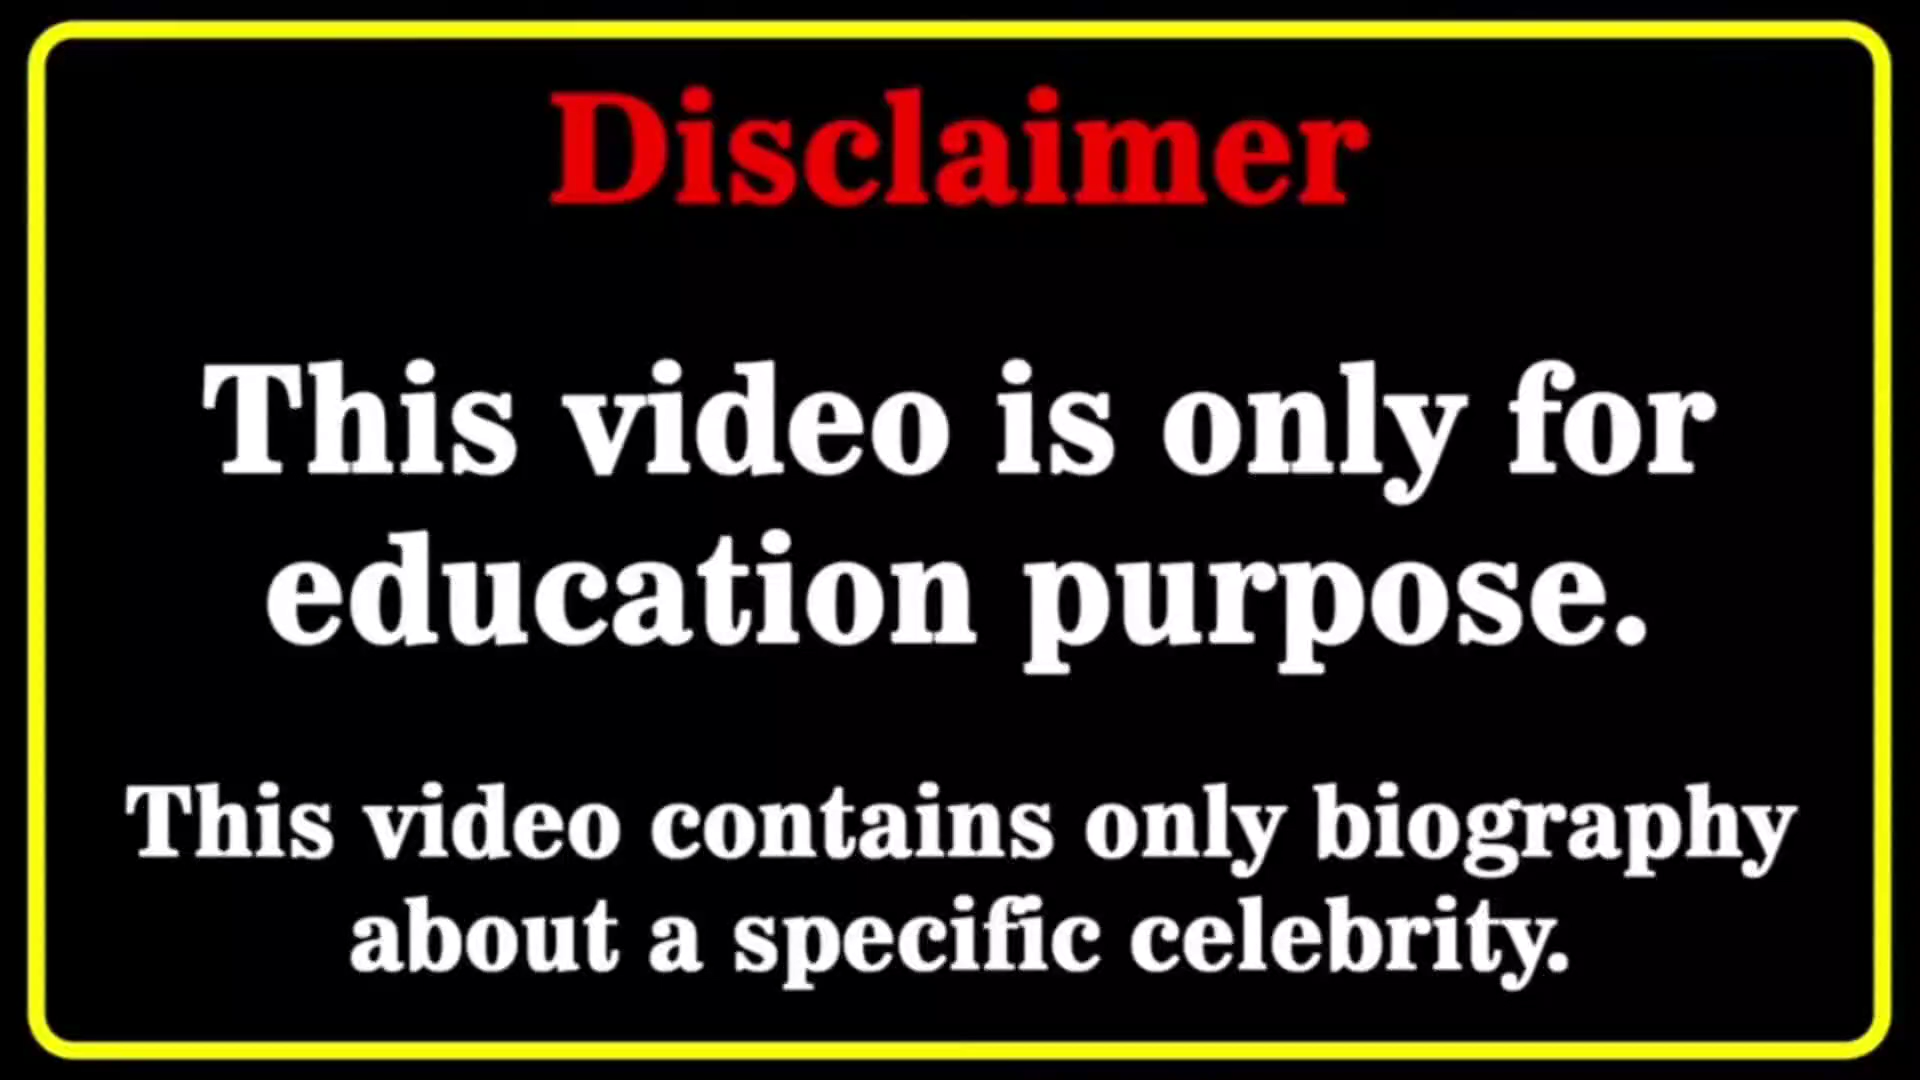 Disclaimer
This video is only for
education purpose.
This video contains only biography
about a specific celebrity.